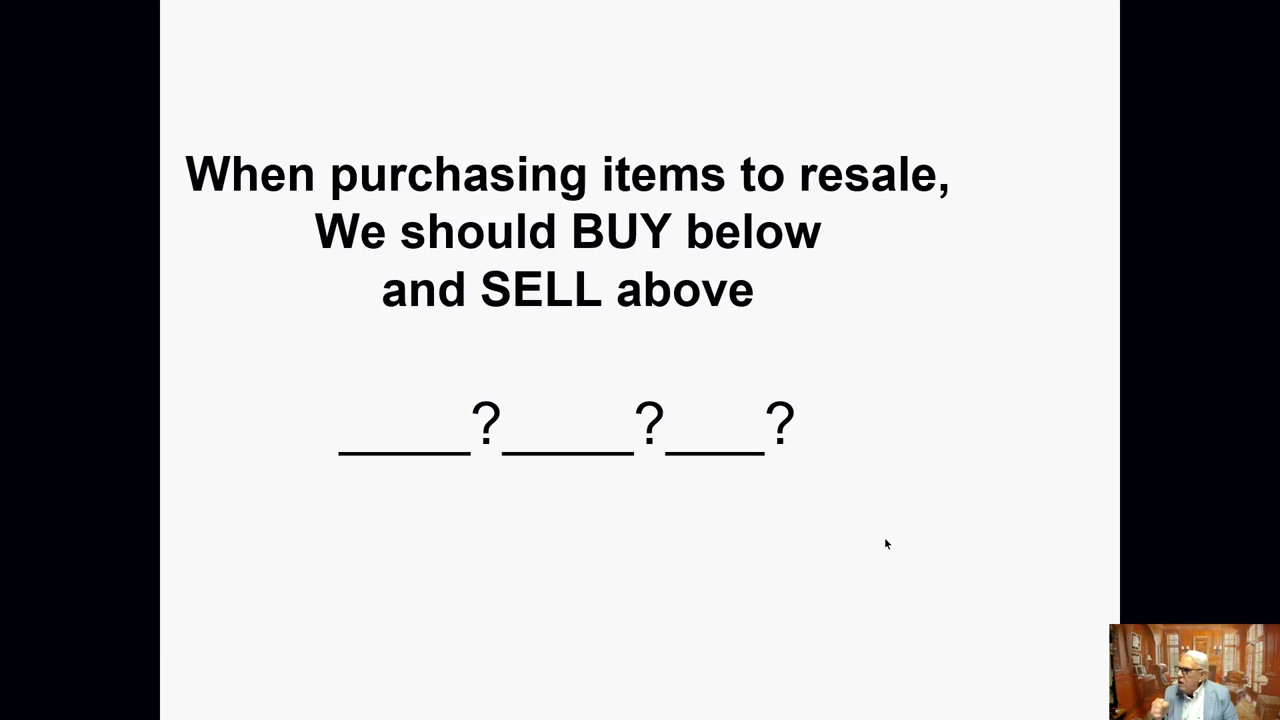 When purchasing items to resale,
We should BUY below
and SELL above
_____?_____?____?